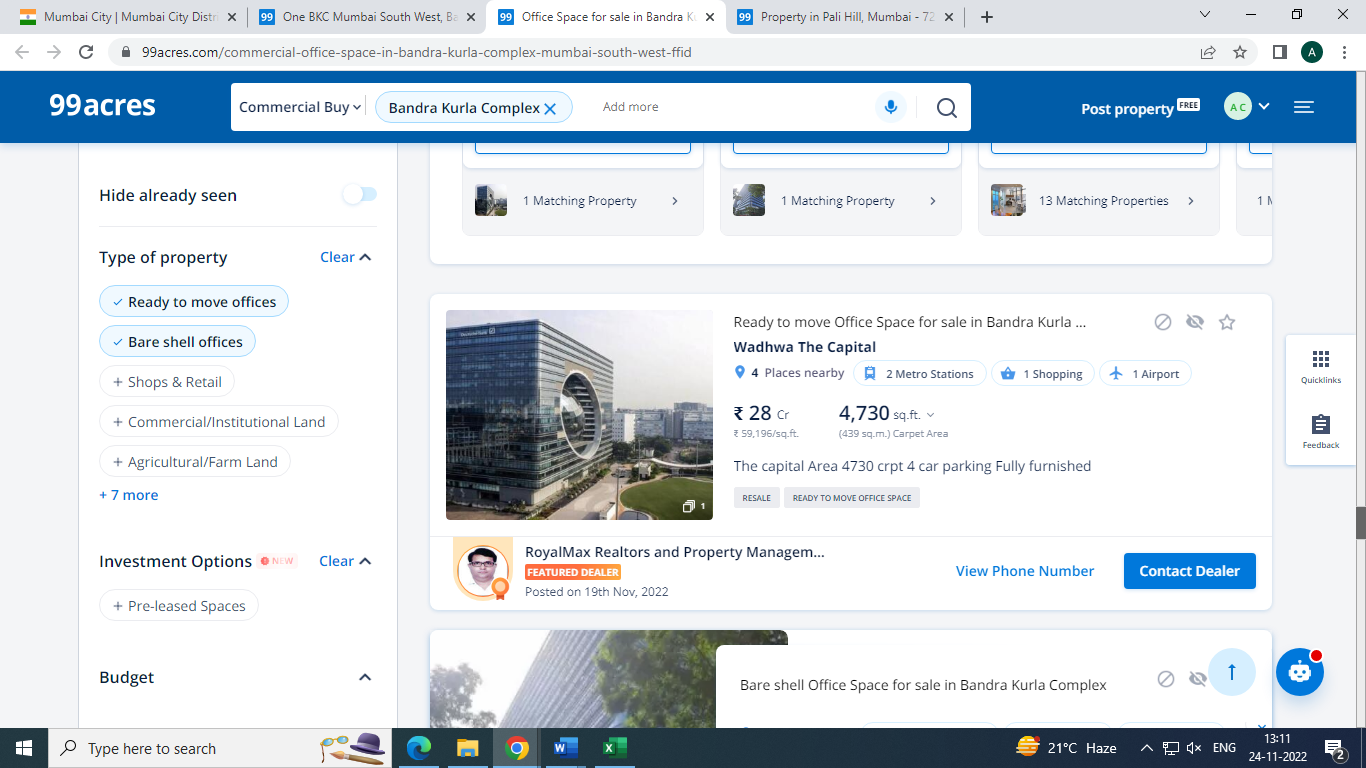 Mumbai City | Mumbai City Distri
99 One BKC Mumbai South West, Ba
99 Office Space for sale in Bandra Ku
99 Property in Pali Hill, Mumbai - 72
99acres.com/commercial-office-space-in-bandra-kurla-complex-mumbai-south-west-ffid
A
99acres
Commercial Buy
Bandra Kurla Complex
Add more
Post property FREE
A C
Hide already seen
Type of property
Clear
✓ Ready to move offices
✓ Bare shell offices
+ Shops & Retail
+ Commercial/Institutional Land
+ Agricultural/Farm Land
+ 7 more
Investment Options
NEW
Clear
+ Pre-leased Spaces
Budget
1 Matching Property
1 Matching Property
13 Matching Properties
Ready to move Office Space for sale in Bandra Kurla ...
Wadhwa The Capital
4 Places nearby
2 Metro Stations
1 Shopping
1 Airport
₹ 28 Cr
₹ 59,196/sq.ft.
4,730 sq.ft.
(439 sq.m.) Carpet Area
The capital Area 4730 crpt 4 car parking Fully furnished
RESALE
READY TO MOVE OFFICE SPACE
1
RoyalMax Realtors and Property Managem...
FEATURED DEALER
Posted on 19th Nov, 2022
View Phone Number
Contact Dealer
Bare shell Office Space for sale in Bandra Kurla Complex
Quicklinks
Feedback
Type here to search
21°C Haze
ENG
13:11
24-11-2022
2